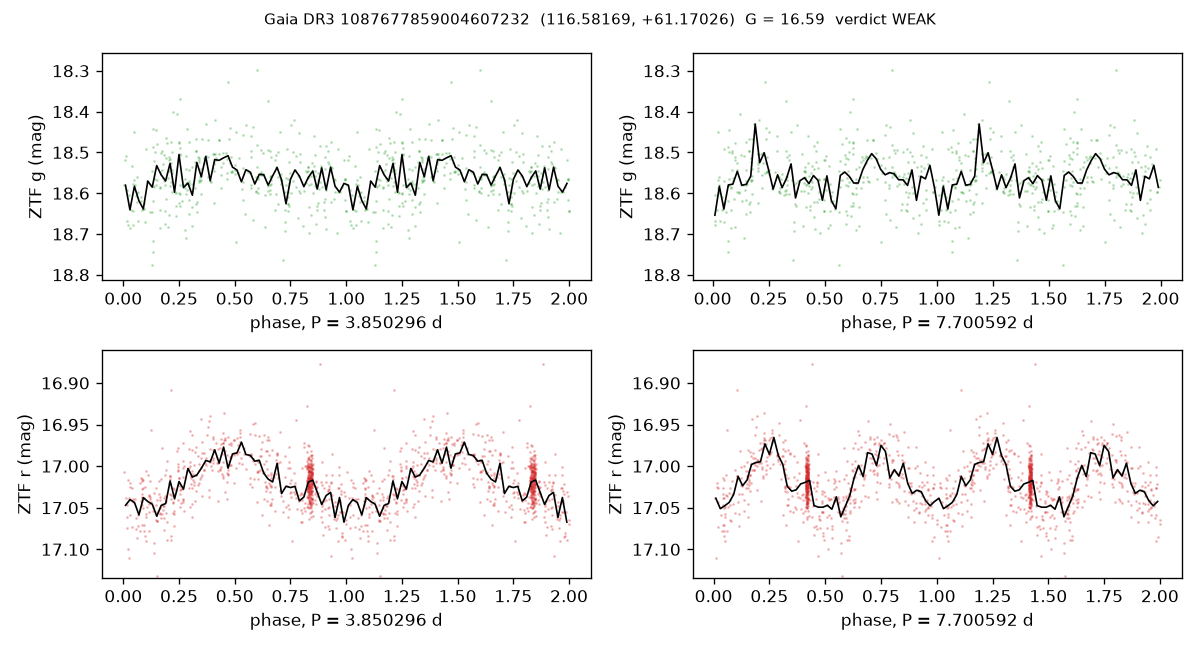 Gaia DR3 1087677859004607232 (116.58169, +61.17026) G = 16.59 verdict WEAK
ZTF g (mag)
18.3
18.4
18.5
18.6
18.7
18.8
0.00 0.25 0.50 0.75 1.00 1.25 1.50 1.75 2.00
phase, P = 3.850296 d
ZTF g (mag)
18.3
18.4
18.5
18.6
18.7
18.8
0.00 0.25 0.50 0.75 1.00 1.25 1.50 1.75 2.00
phase, P = 7.700592 d
ZTF r (mag)
16.90
16.95
17.00
17.05
17.10
0.00 0.25 0.50 0.75 1.00 1.25 1.50 1.75 2.00
phase, P = 3.850296 d
ZTF r (mag)
16.90
16.95
17.00
17.05
17.10
0.00 0.25 0.50 0.75 1.00 1.25 1.50 1.75 2.00
phase, P = 7.700592 d